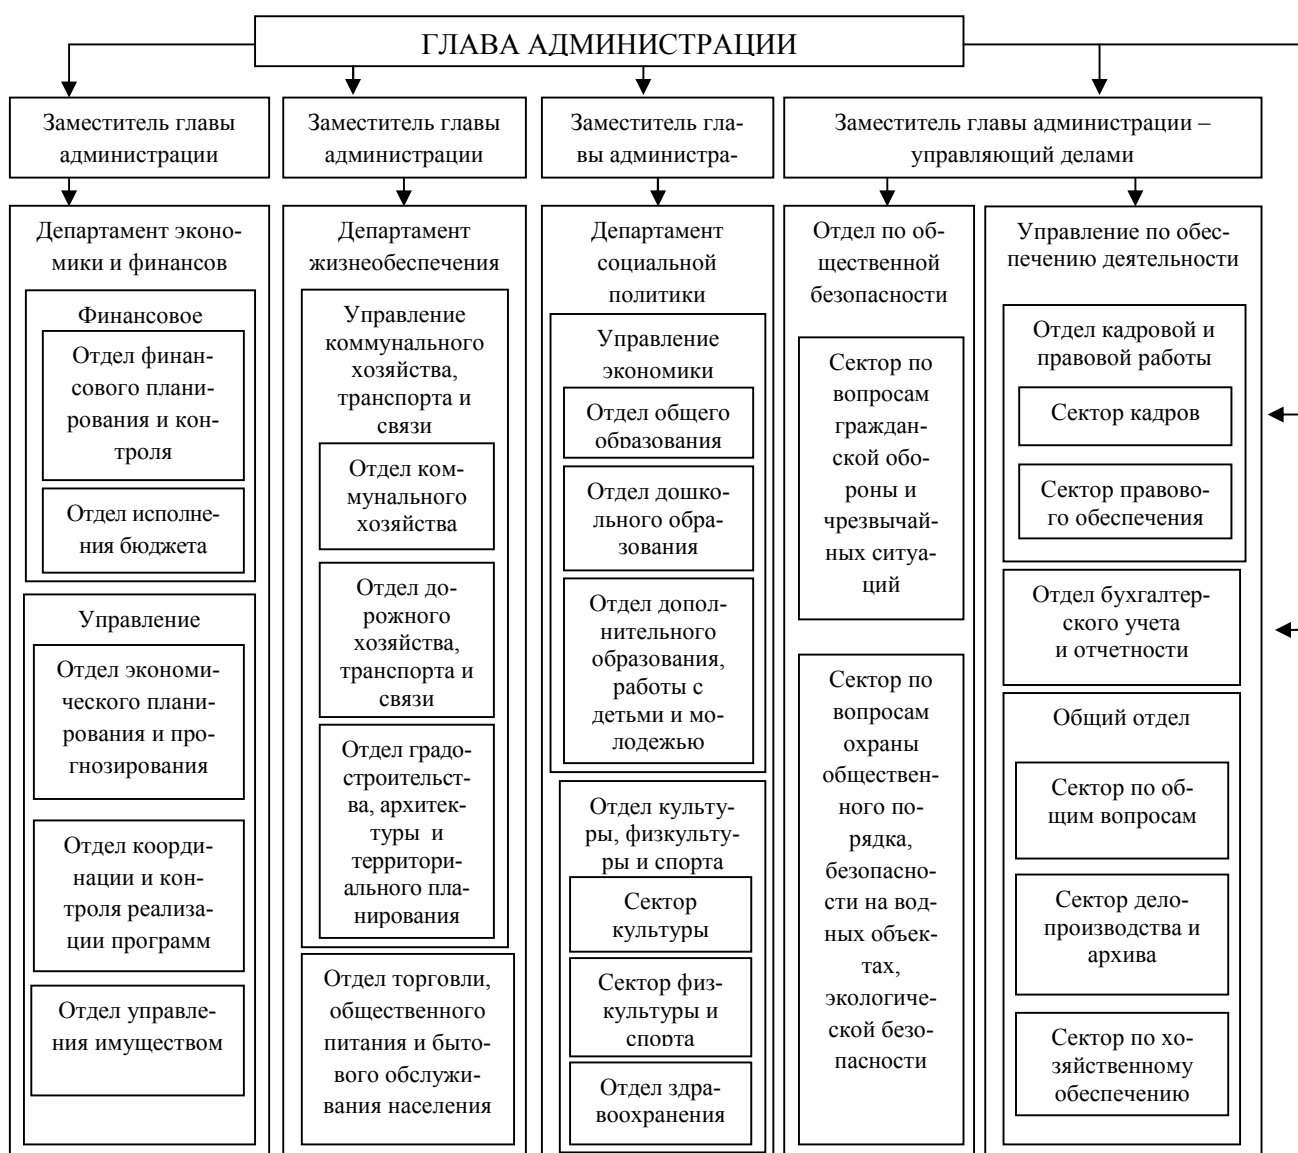 ГЛАВА АДМИНИСТРАЦИИ
Заместитель главы
администрации
Заместитель главы
администрации
Заместитель гла-
вы администра-
Заместитель главы администрации –
управляющий делами
Департамент эконо-
мики и финансов
Финансовое
Отдел финан-
сового плани-
рования и кон-
троля
Отдел исполне-
ния бюджета
Управление
Отдел экономи-
ческого плани-
рования и про-
гнозирования
Отдел коорди-
нации и кон-
троля реализа-
ции программ
Отдел управле-
ния имуществом
Департамент
жизнеобеспечения
Управление
коммунального
хозяйства,
транспорта и
связи
Отдел ком-
мунального
хозяйства
Отдел до-
рожного
хозяйства,
транспорта и
связи
Отдел градо-
строительст-
ва, архитек-
туры и
территори-
ального пла-
нирования
Отдел торговли,
общественного
питания и быто-
вого обслужи-
вания населения
Департамент
социальной
политики
Управление
экономики
Отдел общего
образования
Отдел дошко-
льного обра-
зования
Отдел допол-
нительного
образования,
работы с
детьми и мо-
лодежью
Отдел культу-
ры, физкульту-
ры и спорта
Сектор
культуры
Сектор физ-
культуры и
спорта
Отдел здра-
воохранения
Отдел по об-
щественной
безопасности
Сектор по
вопросам
граждан-
ской обо-
роны и
чрезвычай-
ных ситуа-
ций
Сектор по
вопросам
охраны
обществен-
ного по-
рядка,
безопасно-
сти на вод-
ных объек-
тах,
экологиче-
ской безо-
пасности
Управление по обес-
печению деятельности
Отдел кадровой и
правовой работы
Сектор кадров
Сектор правово-
го обеспечения
Отдел бухгалтер-
ского учета
и отчетности
Общий отдел
Сектор по об-
щим вопросам
Сектор дело-
производства и
архива
Сектор по хо-
зяйственному
обеспечению